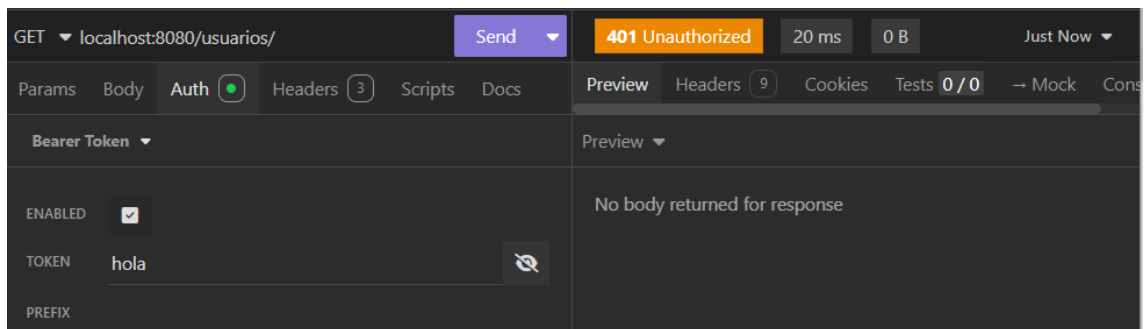 GET localhost:8080/usuarios/ Send
401 Unauthorized 20 ms 0 B Just Now
Params Body Auth Headers 3 Scripts Docs
Preview Headers 9 Cookies Tests 0 / 0 → Mock Cons
Bearer Token
Preview
ENABLED
TOKEN hola
PREFIX
No body returned for response